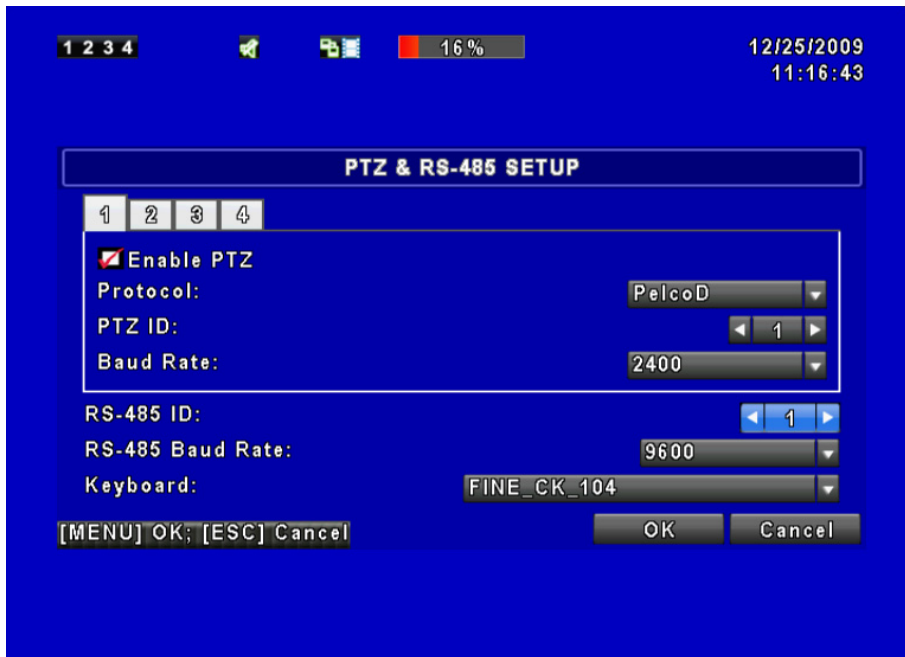 1 2 3 4 16% 12/25/2009
11:16:43
PTZ & RS-485 SETUP
1 2 3 4
Enable PTZ
Protocol: PelcoD
PTZ ID: 1
Baud Rate: 2400
RS-485 ID: 1
RS-485 Baud Rate: 9600
Keyboard: FINE_CK_104
[MENU] OK; [ESC] Cancel OK Cancel